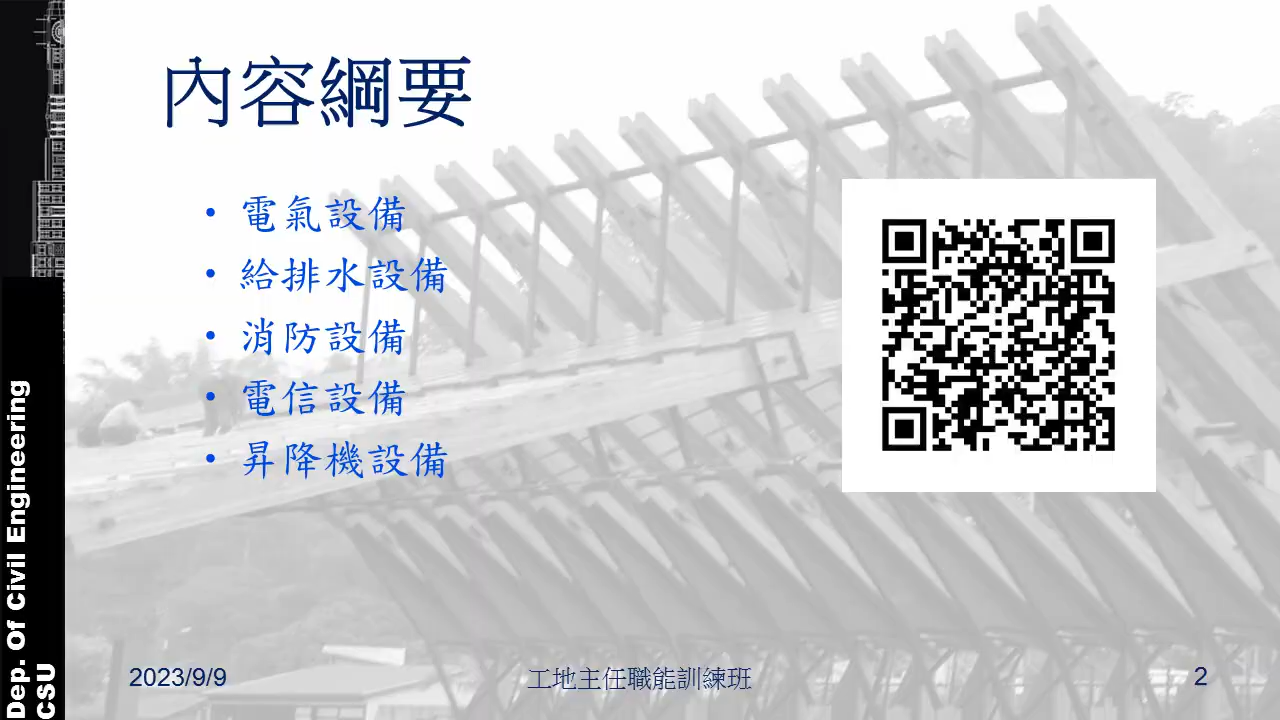 內容綱要
• 電氣設備
• 給排水設備
• 消防設備
• 電信設備
• 昇降機設備
Dep. Of Civil Engineering
CSU
2023/9/9
工地主任職能訓練班
2